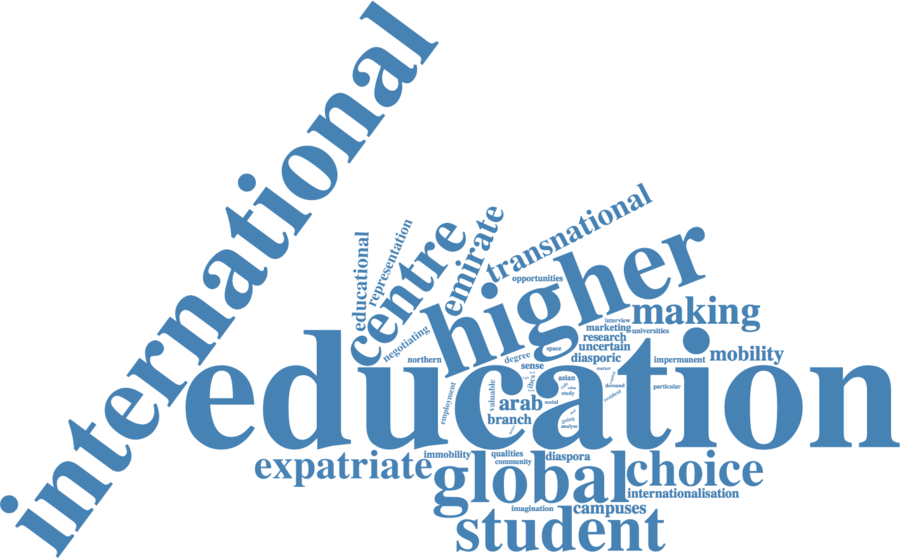 international
educational
representation
centre
emirate
transnational
opportunities
higher
making
interview
marketing
universities
research
negotiating
uncertain
space
northern
degree
diasporic
impermanent
mobility
sense
education
asian
demand
particular
employment
valuable
study
resident
arab
social
branch
going
analysis
expatriate
immobility
qualities
diaspora
community
global
choice
internationalisation
imagination
campuses
student